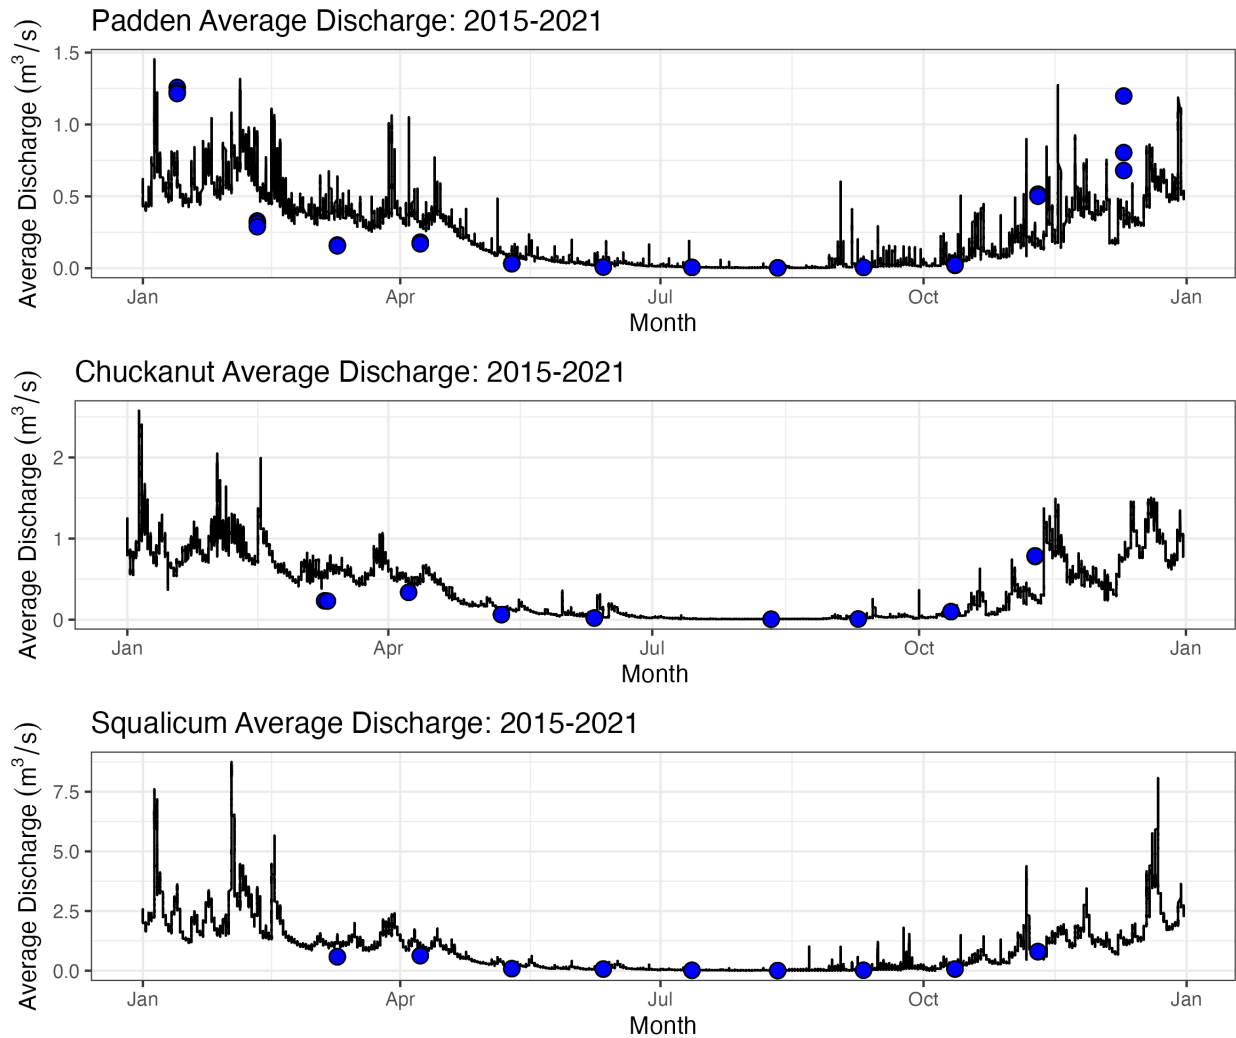 Padden Average Discharge: 2015-2021
Average Discharge (m³/s)
1.5
1.0
0.5
0.0
Jan Apr Jul Oct Jan
Month
Chuckanut Average Discharge: 2015-2021
Average Discharge (m³/s)
2
1
0
Jan Apr Jul Oct Jan
Month
Squalicum Average Discharge: 2015-2021
Average Discharge (m³/s)
7.5
5.0
2.5
0.0
Jan Apr Jul Oct Jan
Month